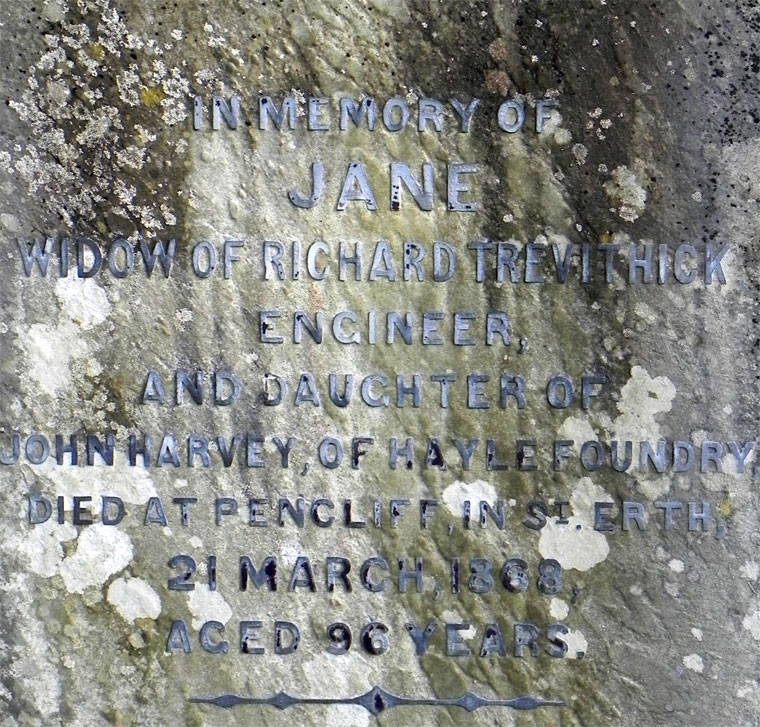 IN MEMORY OF
JANE
WIDOW OF RICHARD TREVITHICK
ENGINEER,
AND DAUGHTER OF
JOHN HARVEY, OF HAYLE FOUNDRY,
DIED AT PENCLIFF, IN ST. ERTH,
21 MARCH, 1868,
AGED 96 YEARS.